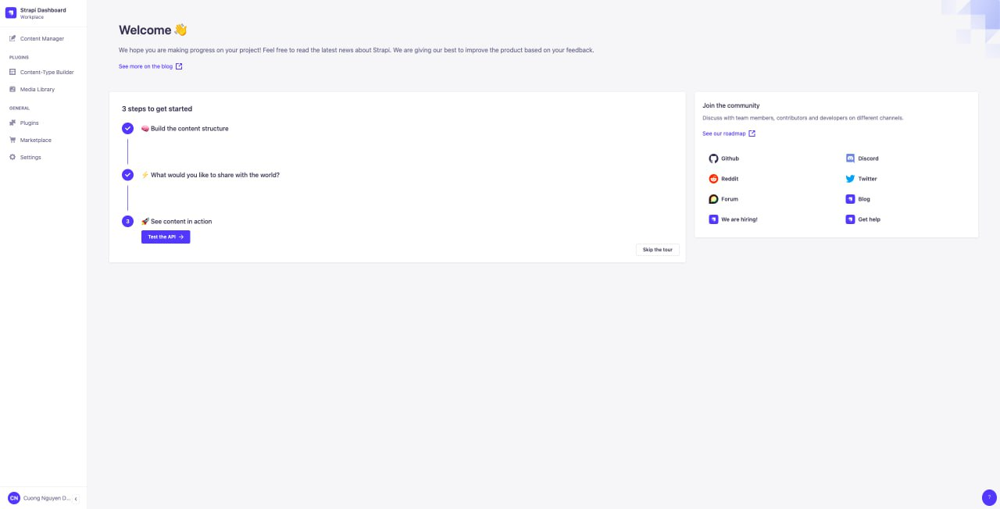 Strapi Dashboard
Workplace
Content Manager
PLUGINS
Content-Type Builder
Media Library
GENERAL
Plugins
Marketplace
Settings
CN
Cuong Nguyen D...
Welcome 👋
We hope you are making progress on your project! Feel free to read the latest news about Strapi. We are giving our best to improve the product based on your feedback.
See more on the blog
3 steps to get started
🧠 Build the content structure
⚡ What would you like to share with the world?
3
🚀 See content in action
Test the API
Skip the tour
Join the community
Discuss with team members, contributors and developers on different channels.
See our roadmap
Github
Discord
Reddit
Twitter
Forum
Blog
We are hiring!
Get help
?